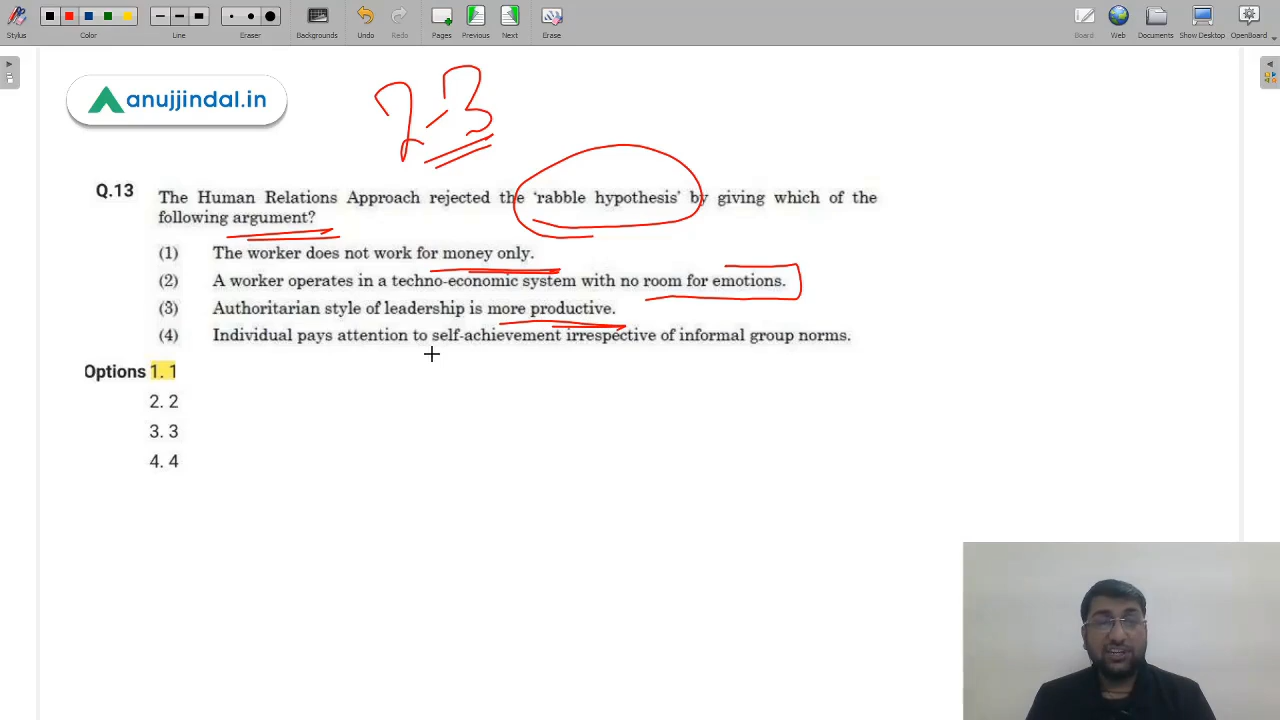 Stylus Color Line Eraser Backgrounds Undo Redo Pages Previous Next Erase Board Web Documents Show Desktop OpenBoard
anujjindal.in
2-3
Q.13 The Human Relations Approach rejected the 'rabble hypothesis' by giving which of the
following argument?
(1) The worker does not work for money only.
(2) A worker operates in a techno-economic system with no room for emotions.
(3) Authoritarian style of leadership is more productive.
(4) Individual pays attention to self-achievement irrespective of informal group norms.
Options 1. 1
2. 2
3. 3
4. 4